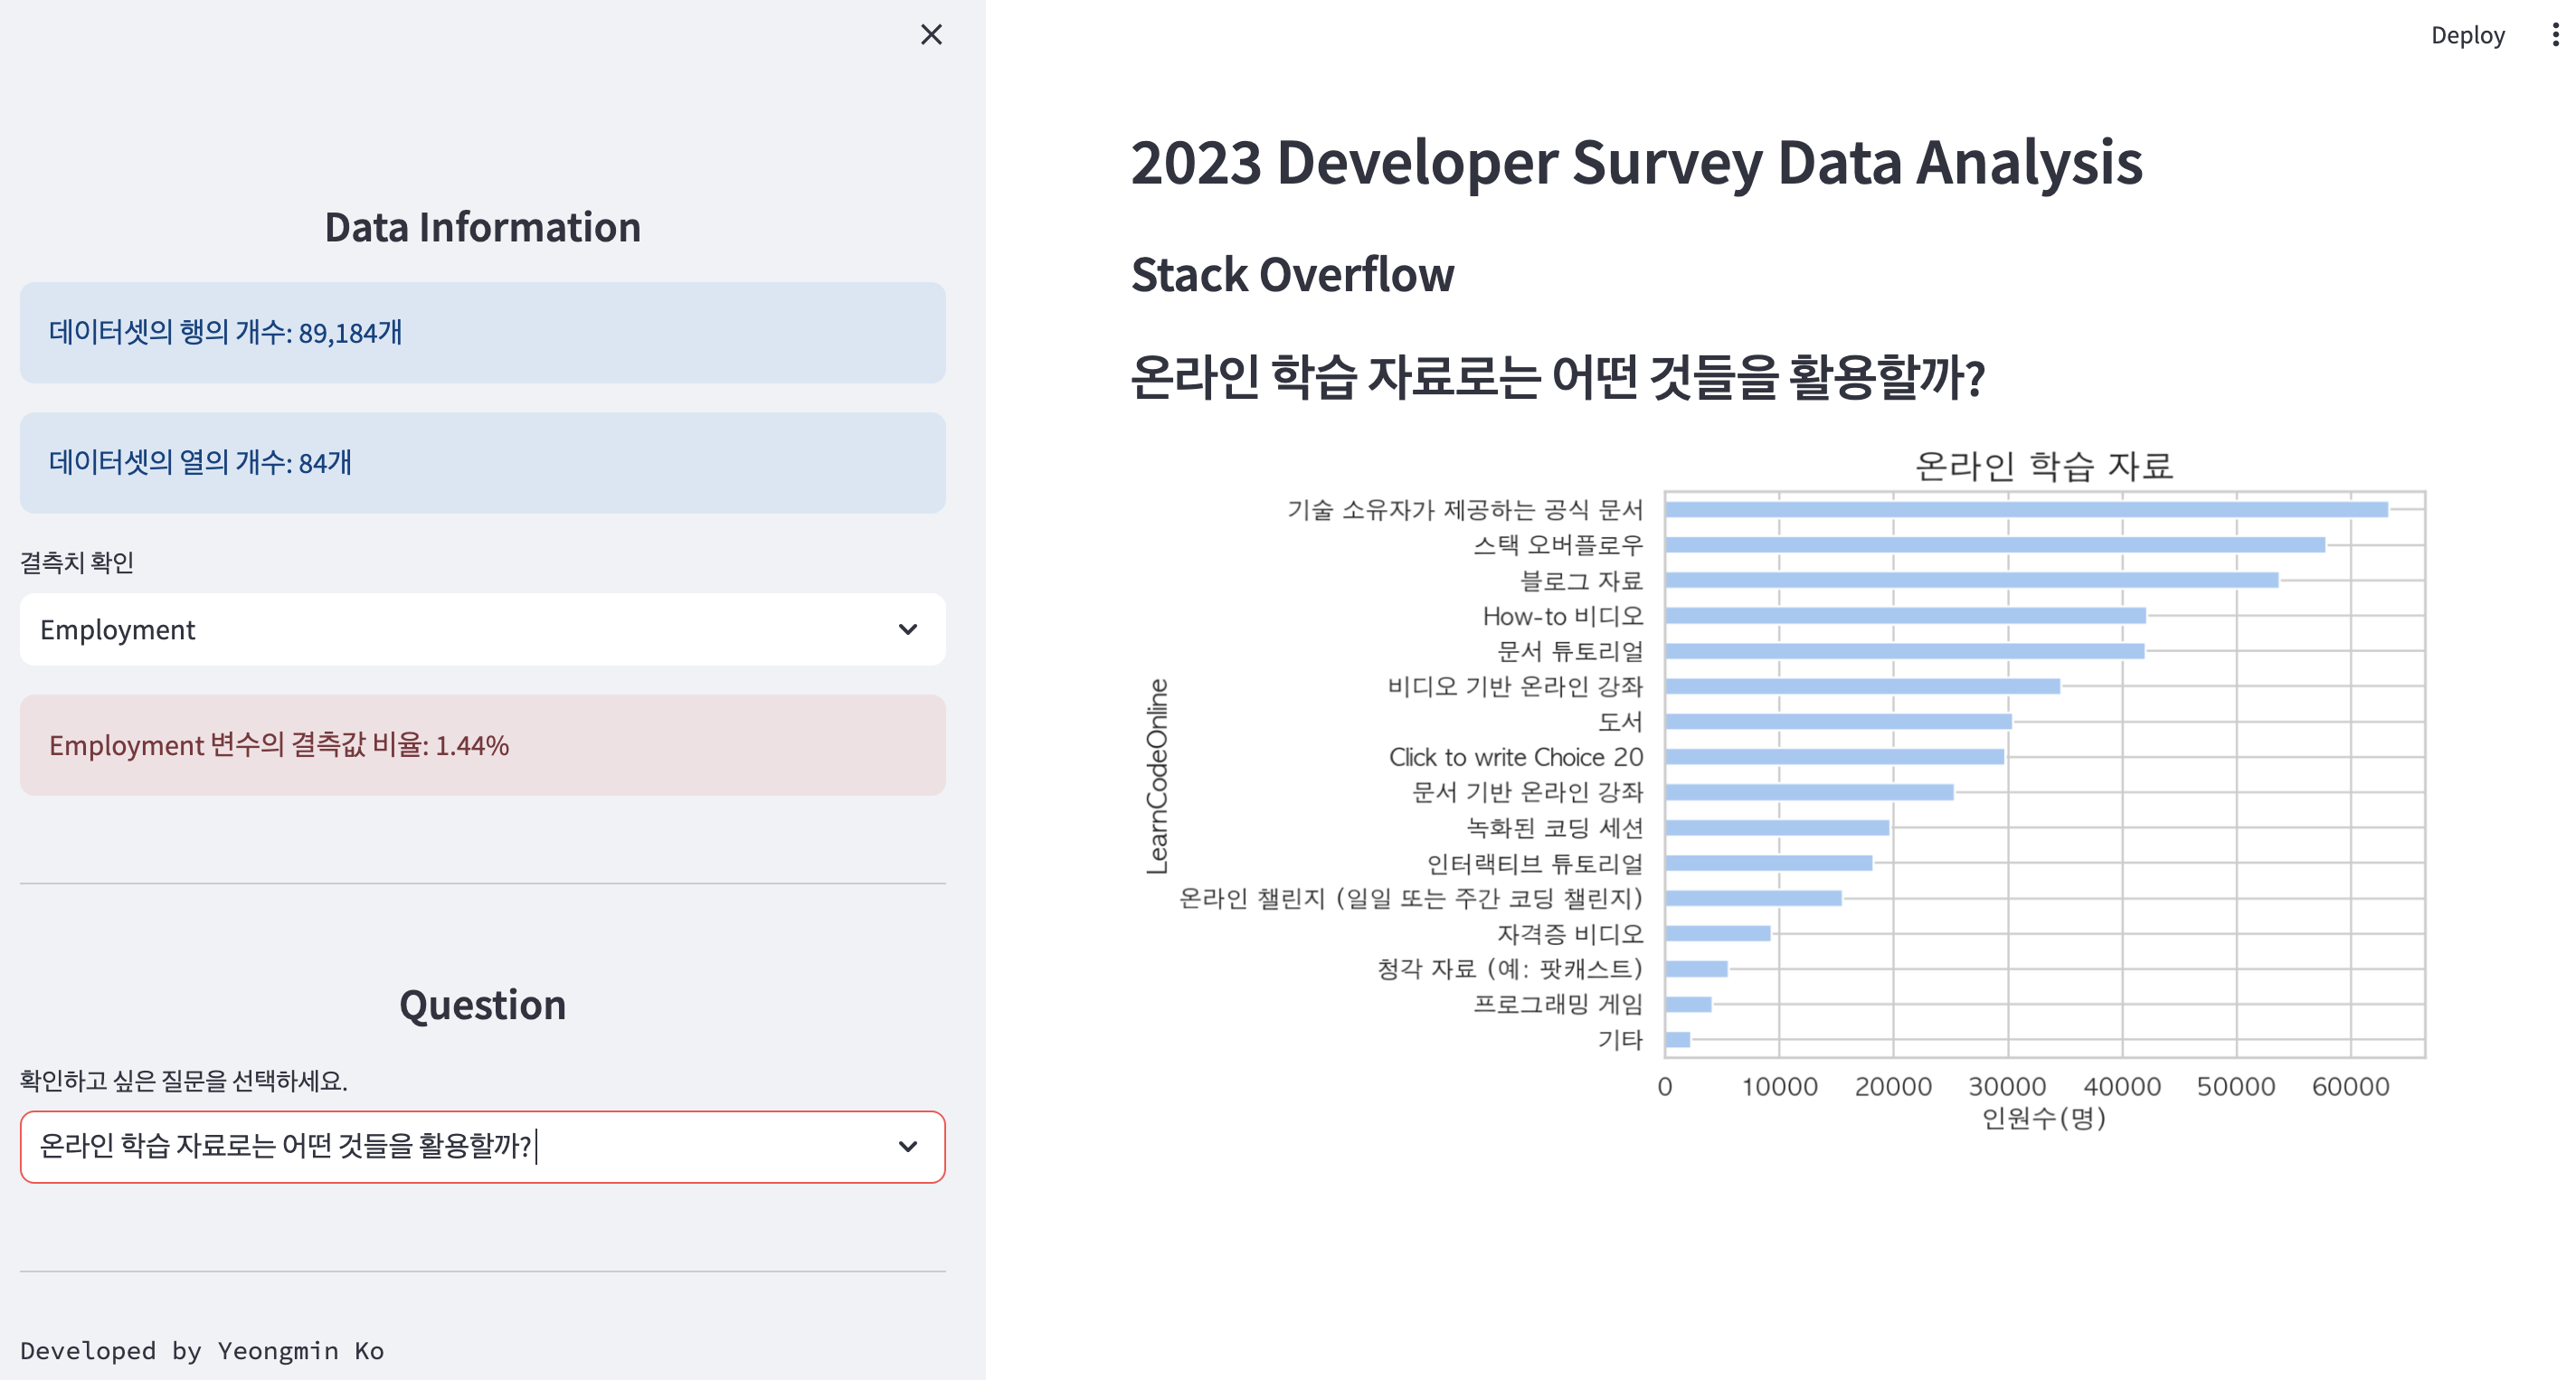 Deploy
Data Information
데이터셋의 행의 개수: 89,184개
데이터셋의 열의 개수: 84개
결측치 확인
Employment
Employment 변수의 결측값 비율: 1.44%
Question
확인하고 싶은 질문을 선택하세요.
온라인 학습 자료로는 어떤 것들을 활용할까?
Developed by Yeongmin Ko
2023 Developer Survey Data Analysis
Stack Overflow
온라인 학습 자료로는 어떤 것들을 활용할까?
온라인 학습 자료
LearnCodeOnline
기술 소유자가 제공하는 공식 문서
스택 오버플로우
블로그 자료
How-to 비디오
문서 튜토리얼
비디오 기반 온라인 강좌
도서
Click to write Choice 20
문서 기반 온라인 강좌
녹화된 코딩 세션
인터랙티브 튜토리얼
온라인 챌린지 (일일 또는 주간 코딩 챌린지)
자격증 비디오
청각 자료 (예: 팟캐스트)
프로그래밍 게임
기타
0 10000 20000 30000 40000 50000 60000
인원수(명)